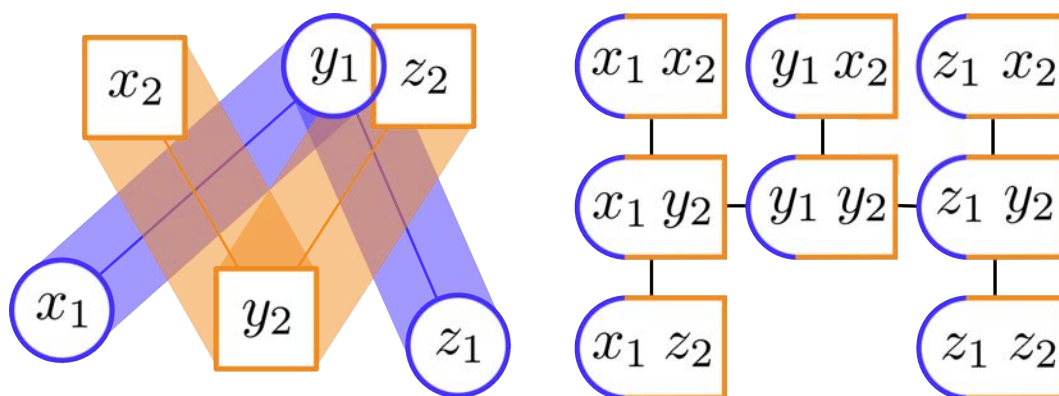 y₁ z₂
x₂
x₁
y₂
z₁
x₁ x₂ y₁ x₂ z₁ x₂
x₁ y₂ y₁ y₂ z₁ y₂
x₁ z₂ z₁ z₂